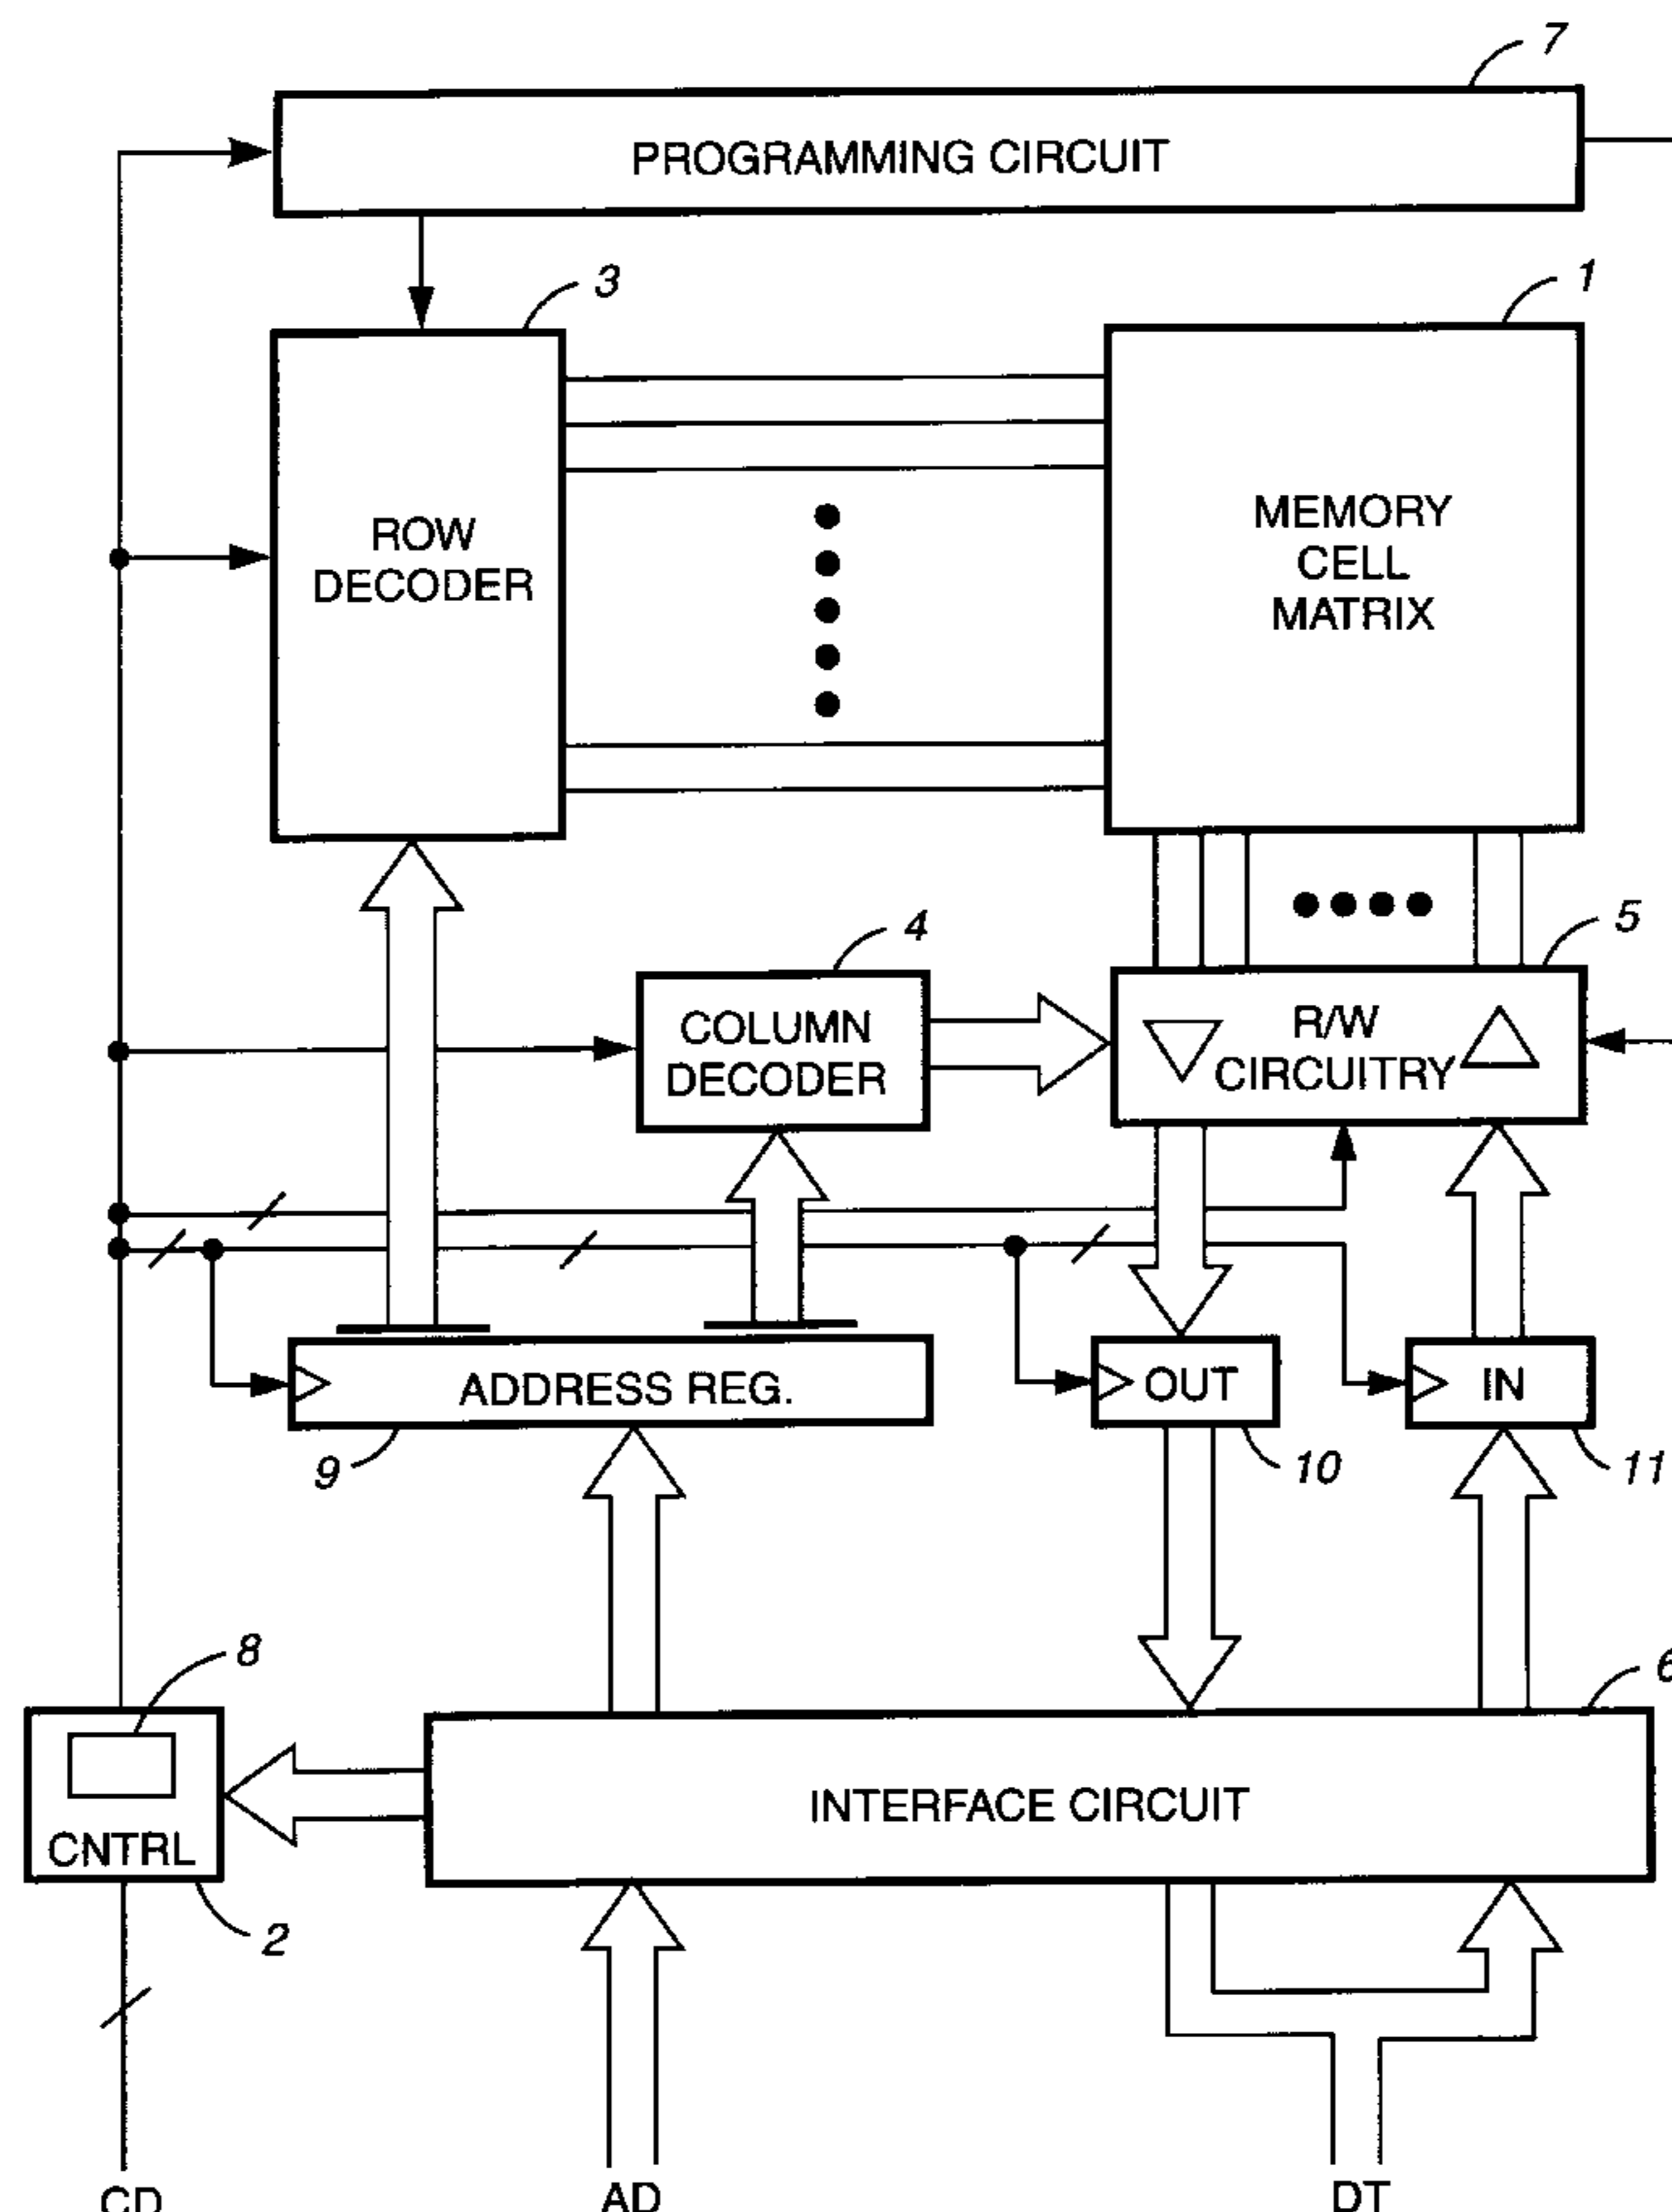 7
PROGRAMMING CIRCUIT
3
1
ROW
DECODER
MEMORY
CELL
MATRIX
4
5
COLUMN
DECODER
R/W
CIRCUITRY
ADDRESS REG.
OUT
IN
9
10
11
8
6
CNTRL
INTERFACE CIRCUIT
2
CD
AD
DT